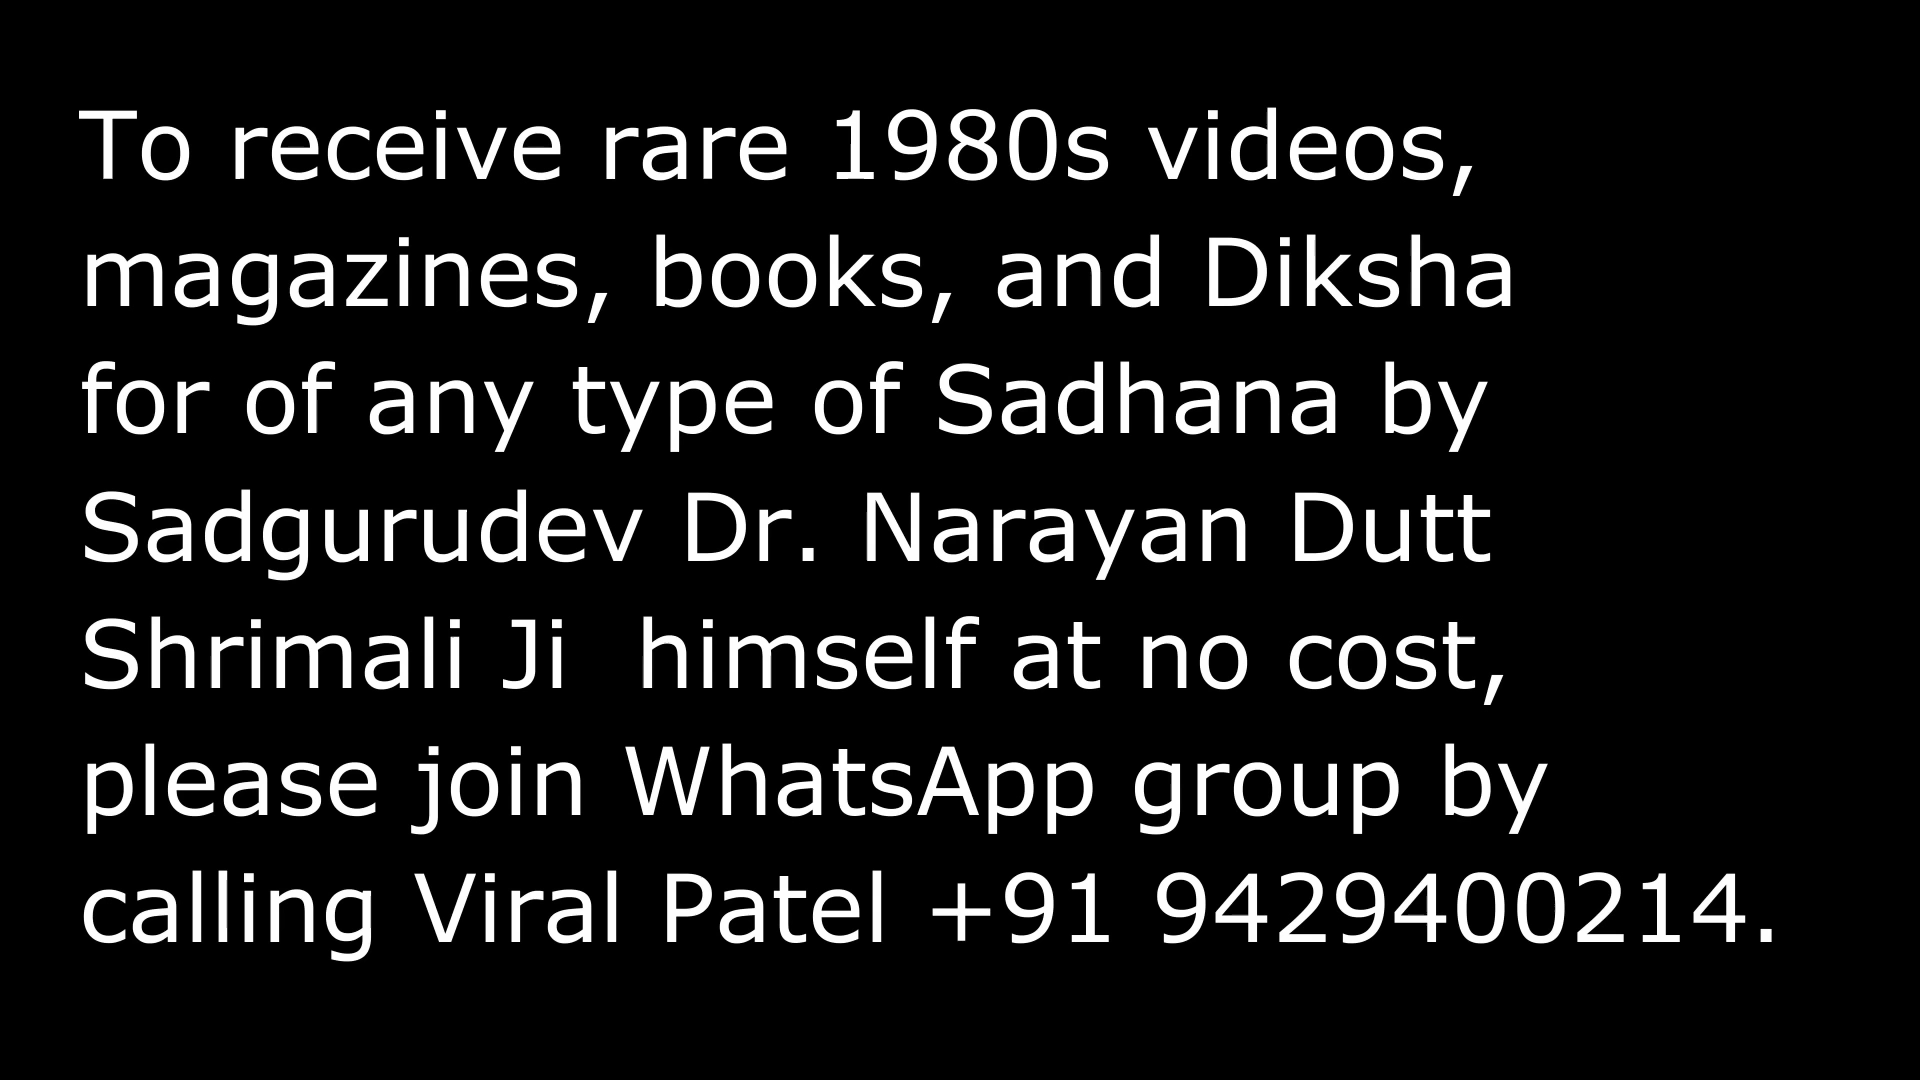 To receive rare 1980s videos,
magazines, books, and Diksha
for of any type of Sadhana by
Sadgurudev Dr. Narayan Dutt
Shrimali Ji  himself at no cost,
please join WhatsApp group by
calling Viral Patel +91 9429400214.